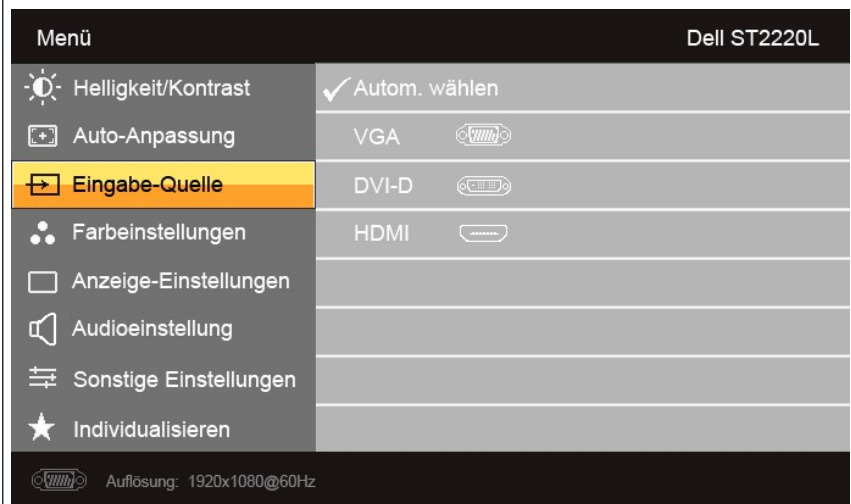 Menü Dell ST2220L
Helligkeit/Kontrast Autom. wählen
Auto-Anpassung VGA
Eingabe-Quelle DVI-D
Farbeinstellungen HDMI
Anzeige-Einstellungen
Audioeinstellung
Sonstige Einstellungen
Individualisieren
Auflösung: 1920x1080@60Hz